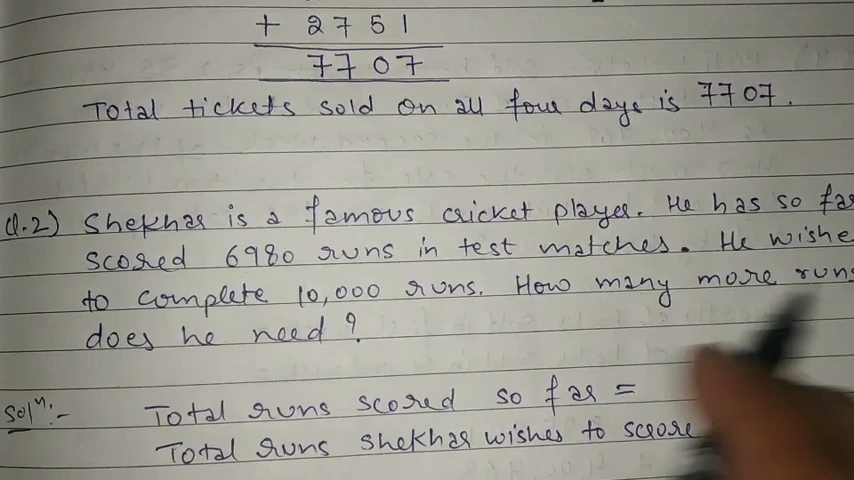 + 2751
7707
Total tickets sold on all four days is 7707.
Q.2) Shekhar is a famous cricket player. He has so far
scored 6980 runs in test matches. He wishe
to complete 10,000 runs. How many more runs
does he need?
Solⁿ:- Total runs scored so far =
Total runs shekhar wishes to scrore